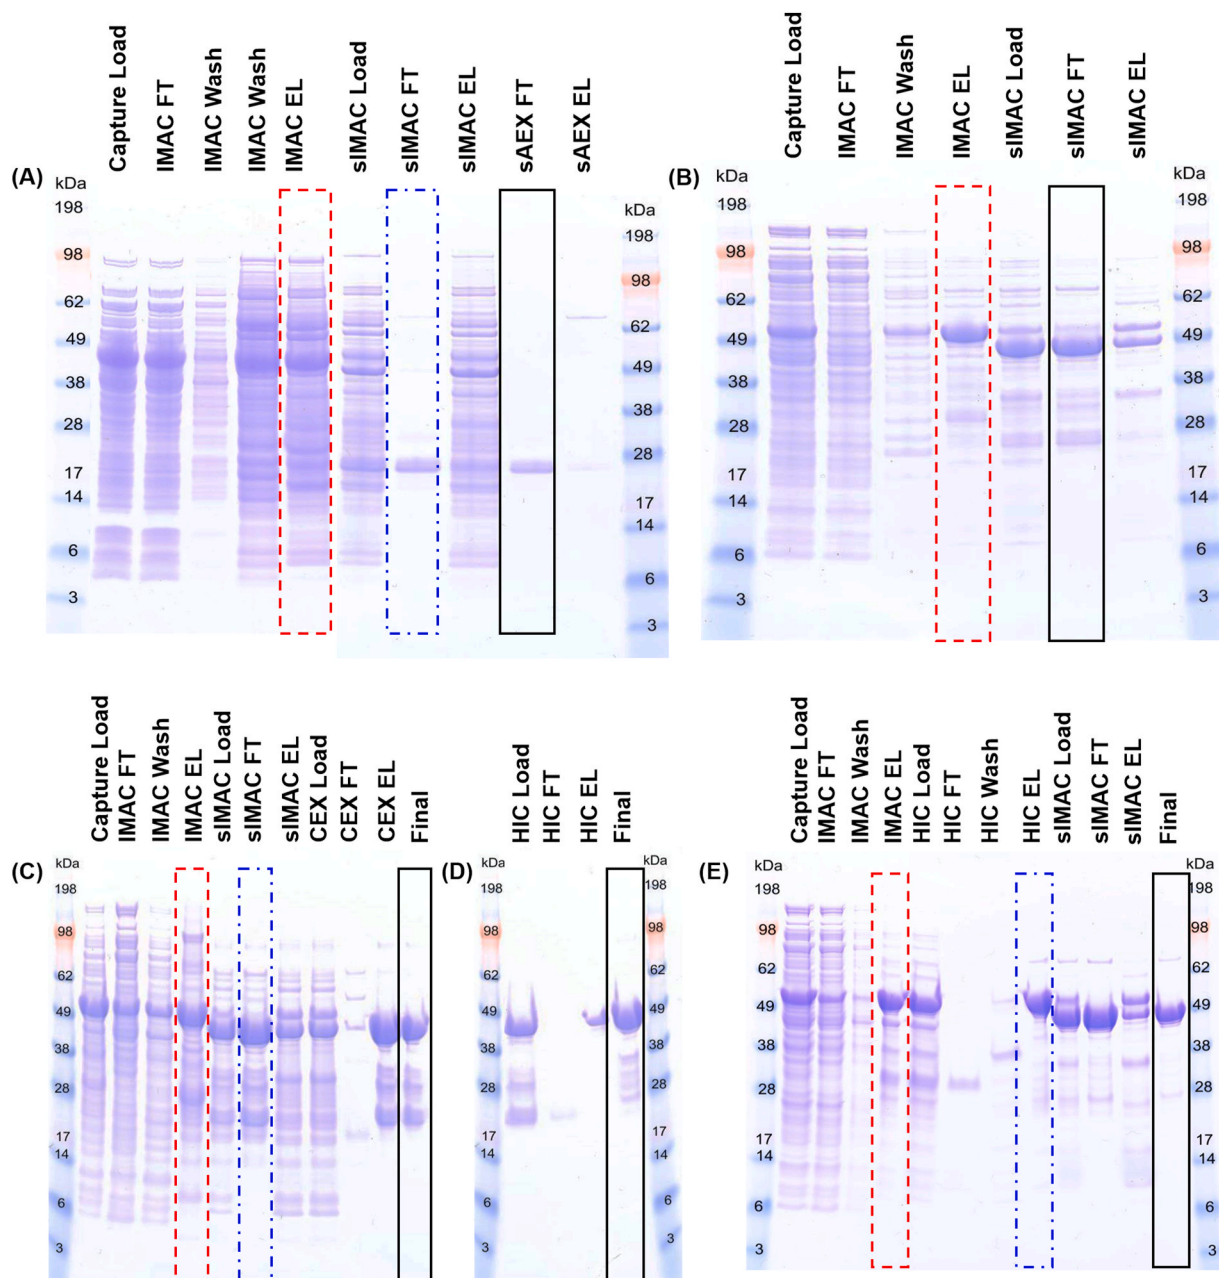 Capture Load
IMAC FT
IMAC Wash
IMAC Wash
IMAC EL
sIMAC Load
sIMAC FT
sIMAC EL
sAEX FT
sAEX EL
(A)
kDa
198
98
62
49
38
28
17
14
6
3
kDa
198
98
62
49
38
28
17
14
6
3
Capture Load
IMAC FT
IMAC Wash
IMAC EL
sIMAC Load
sIMAC FT
sIMAC EL
(B)
kDa
198
98
62
49
38
28
17
14
6
3
kDa
198
98
62
49
38
28
17
14
6
3
Capture Load
IMAC FT
IMAC Wash
IMAC EL
sIMAC Load
sIMAC FT
sIMAC EL
CEX Load
CEX FT
CEX EL
Final
(C)
kDa
198
98
62
49
38
28
17
14
6
3
HIC Load
HIC FT
HIC EL
Final
(D)
kDa
198
98
62
49
38
28
17
14
6
3
kDa
198
98
62
49
38
28
17
14
6
3
Capture Load
IMAC FT
IMAC Wash
IMAC EL
HIC Load
HIC FT
HIC Wash
HIC EL
sIMAC Load
sIMAC FT
sIMAC EL
Final
(E)
kDa
198
98
62
49
38
28
17
14
6
3
kDa
198
98
62
49
38
28
17
14
6
3